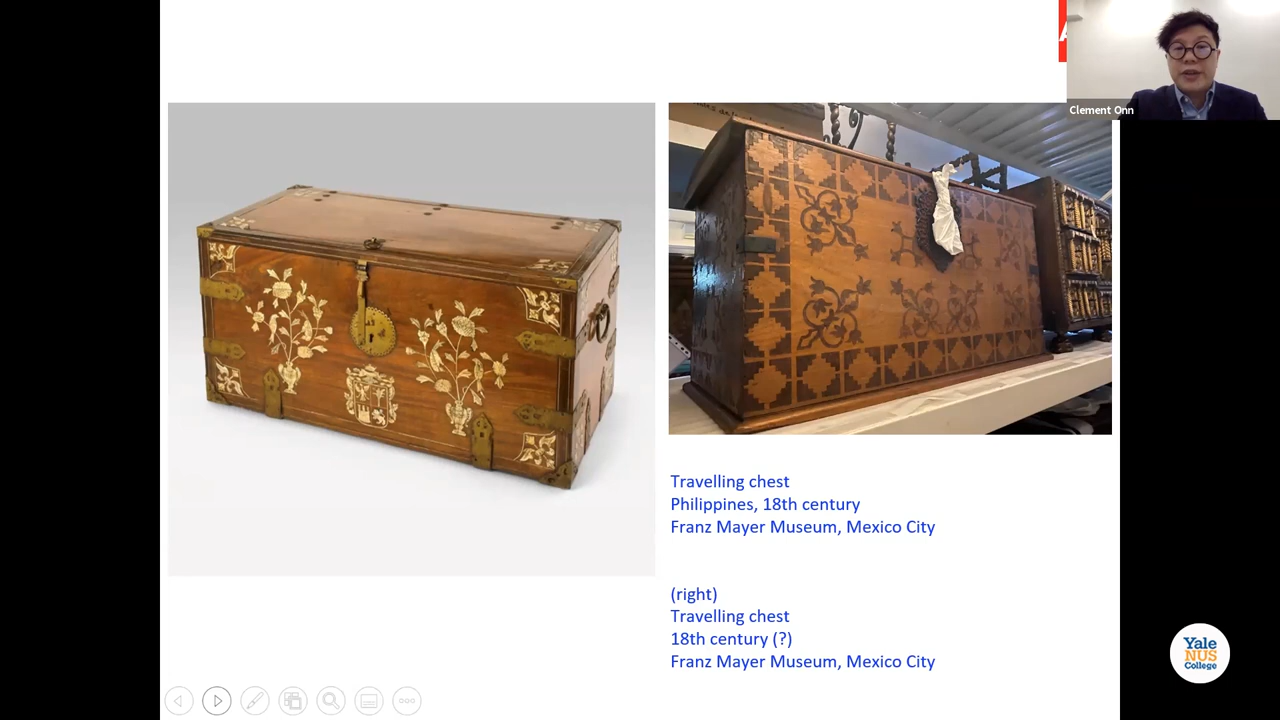 Clement Onn
Travelling chest
Philippines, 18th century
Franz Mayer Museum, Mexico City
(right)
Travelling chest
18th century (?)
Franz Mayer Museum, Mexico City
Yale
NUS
College